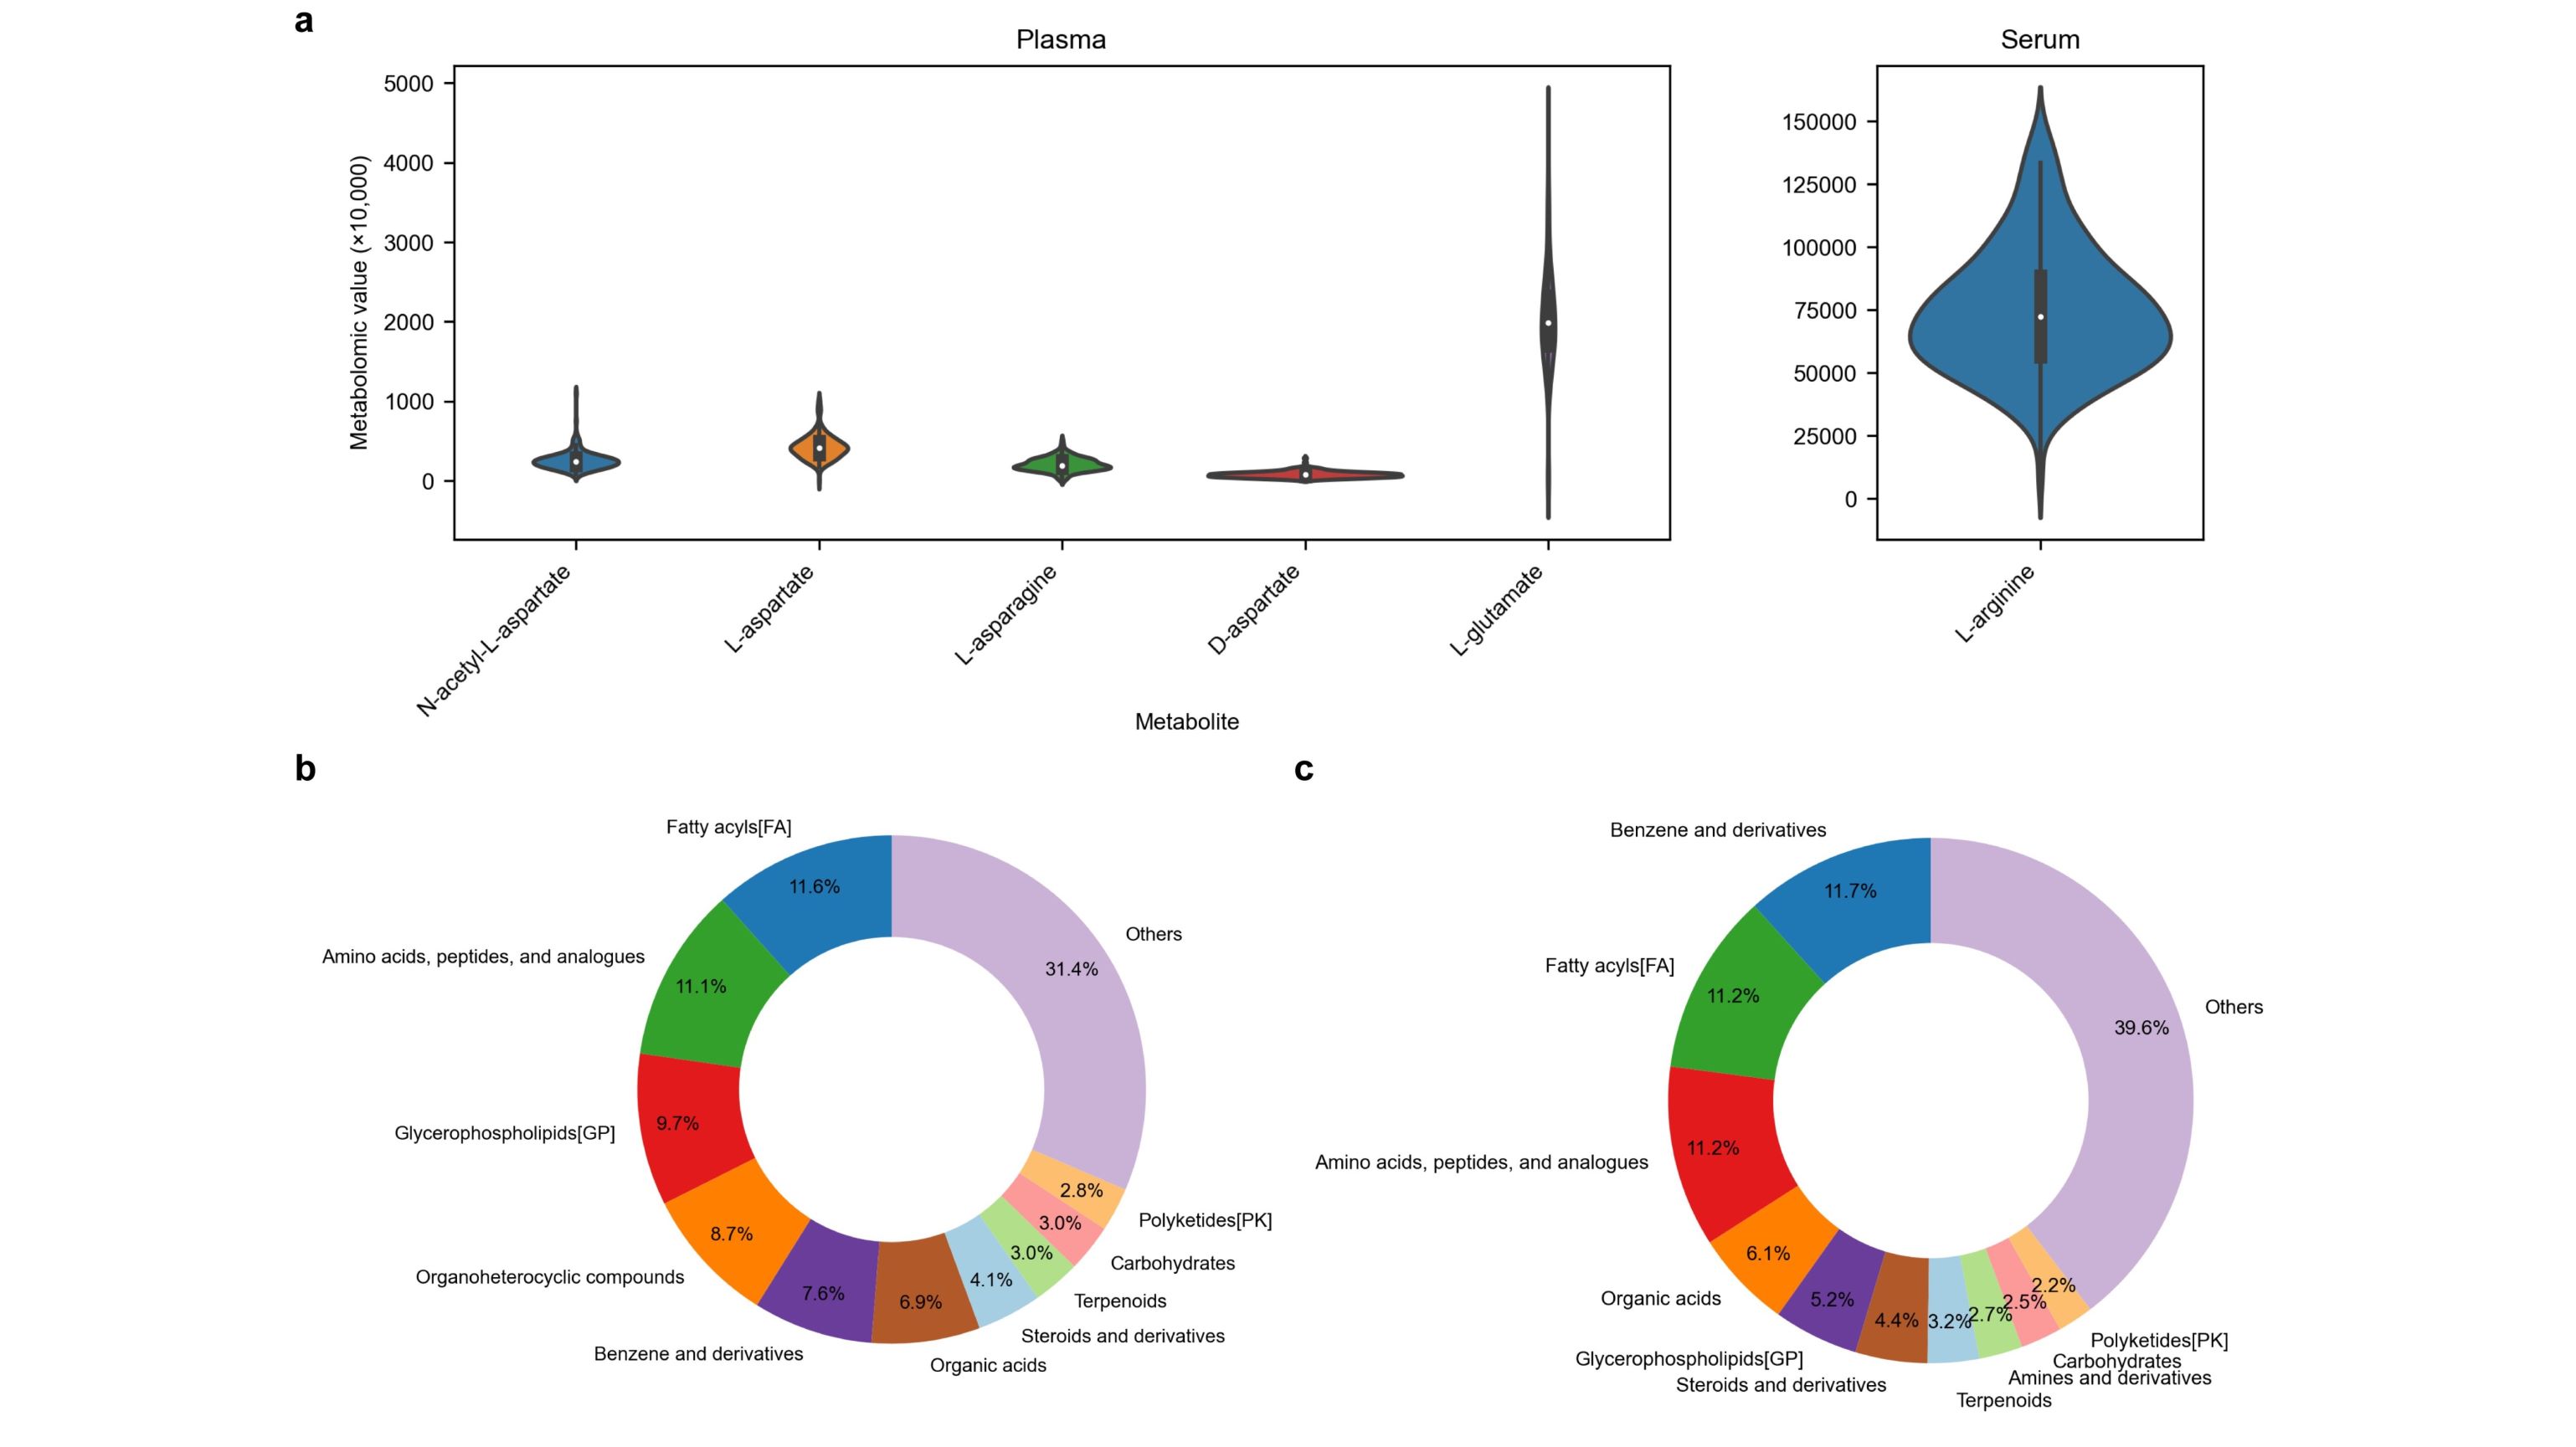 a
Plasma
Serum
Metabolomic value (×10,000)
5000
4000
3000
2000
1000
0
150000
125000
100000
75000
50000
25000
0
N-acetyl-L-aspartate
L-aspartate
L-asparagine
D-aspartate
L-glutamate
L-arginine
Metabolite
b
Fatty acyls[FA]
11.6%
Amino acids, peptides, and analogues
11.1%
Glycerophospholipids[GP]
9.7%
Organoheterocyclic compounds
8.7%
Benzene and derivatives
7.6%
Organic acids
6.9%
Steroids and derivatives
4.1%
Terpenoids
3.0%
Carbohydrates
3.0%
Polyketides[PK]
2.8%
Others
31.4%
c
Benzene and derivatives
11.7%
Fatty acyls[FA]
11.2%
Amino acids, peptides, and analogues
11.2%
Organic acids
6.1%
Glycerophospholipids[GP]
5.2%
Steroids and derivatives
4.4%
Terpenoids
3.2%
Amines and derivatives
2.7%
Carbohydrates
2.5%
Polyketides[PK]
2.2%
Others
39.6%